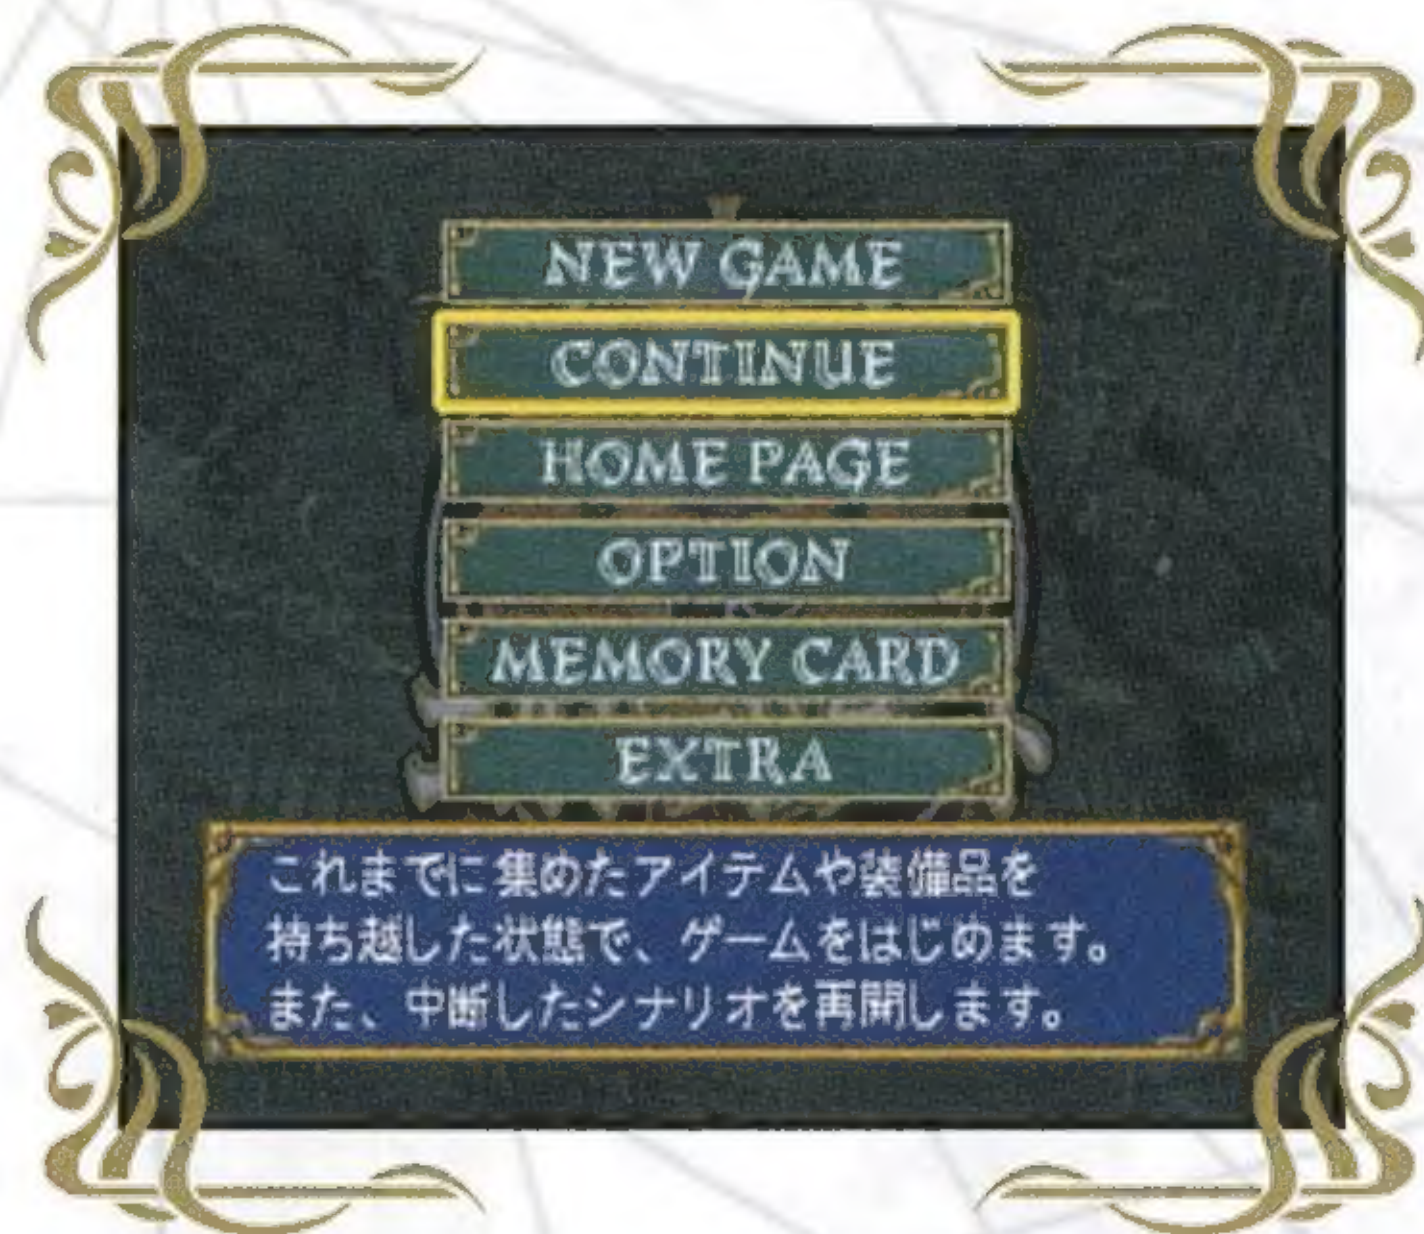 NEW GAME
CONTINUE
HOME PAGE
OPTION
MEMORY CARD
EXTRA
これまでに集めたアイテムや装備品を
持ち越した状態で、ゲームをはじめます。
また、中断したシナリオを再開します。